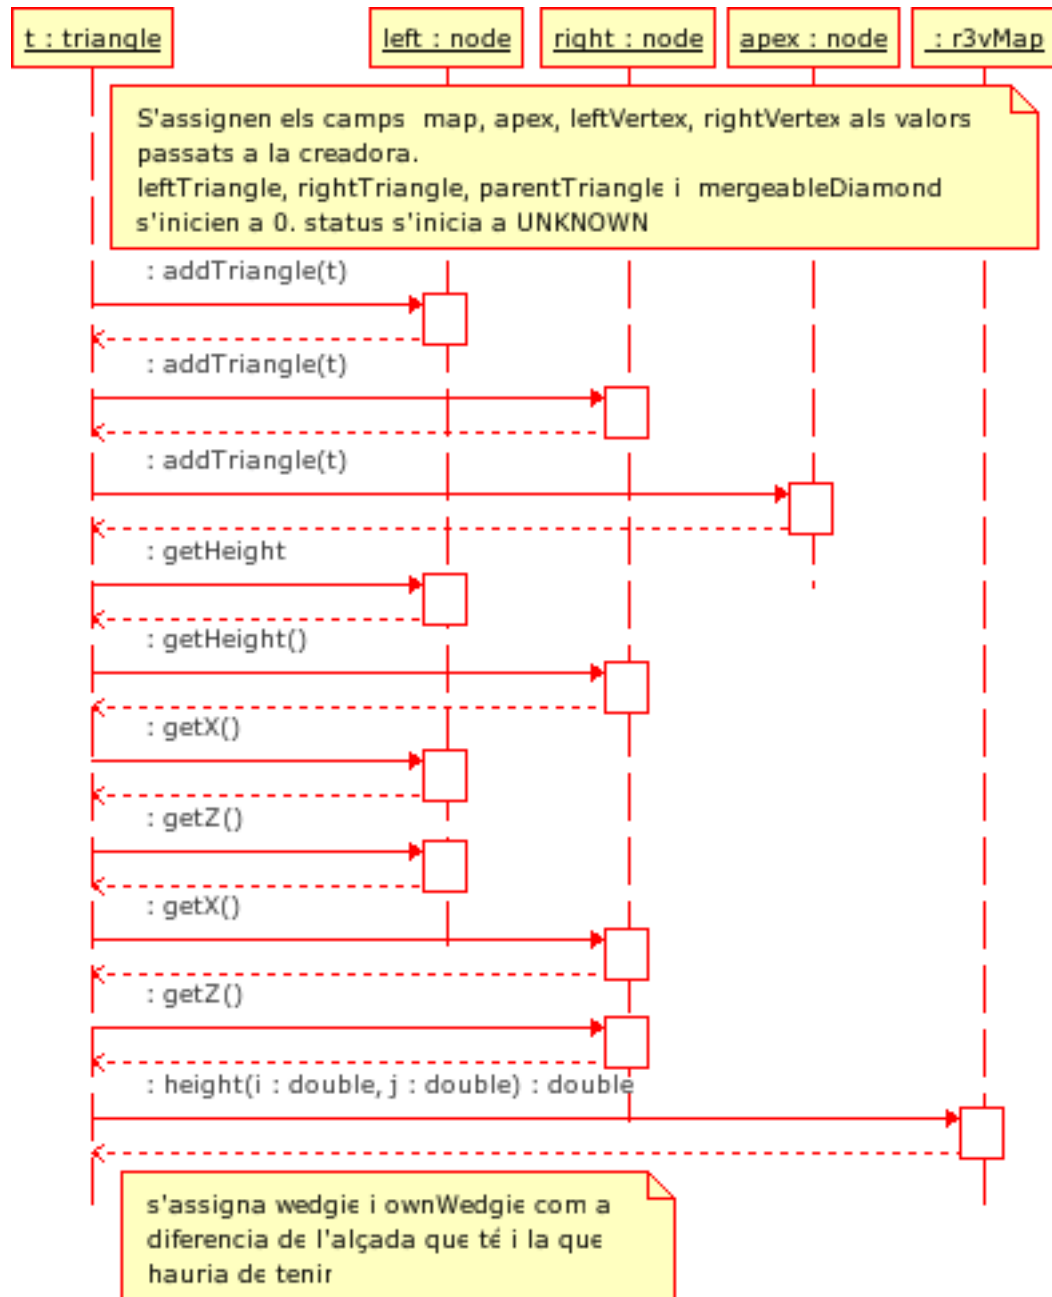 t : triangle
left : node
right : node
apex : node
: r3vMap
S'assignen els camps map, apex, leftVertex, rightVertex als valors
passats a la creadora.
leftTriangle, rightTriangle, parentTriangle i mergeableDiamond
s'inicien a 0. status s'inicia a UNKNOWN
: addTriangle(t)
: addTriangle(t)
: addTriangle(t)
: getHeight
: getHeight()
: getX()
: getZ()
: getX()
: getZ()
: height(i : double, j : double) : double
s'assigna wedgie i ownWedgie com a
diferencia de l'alçada que té i la que
hauria de tenir